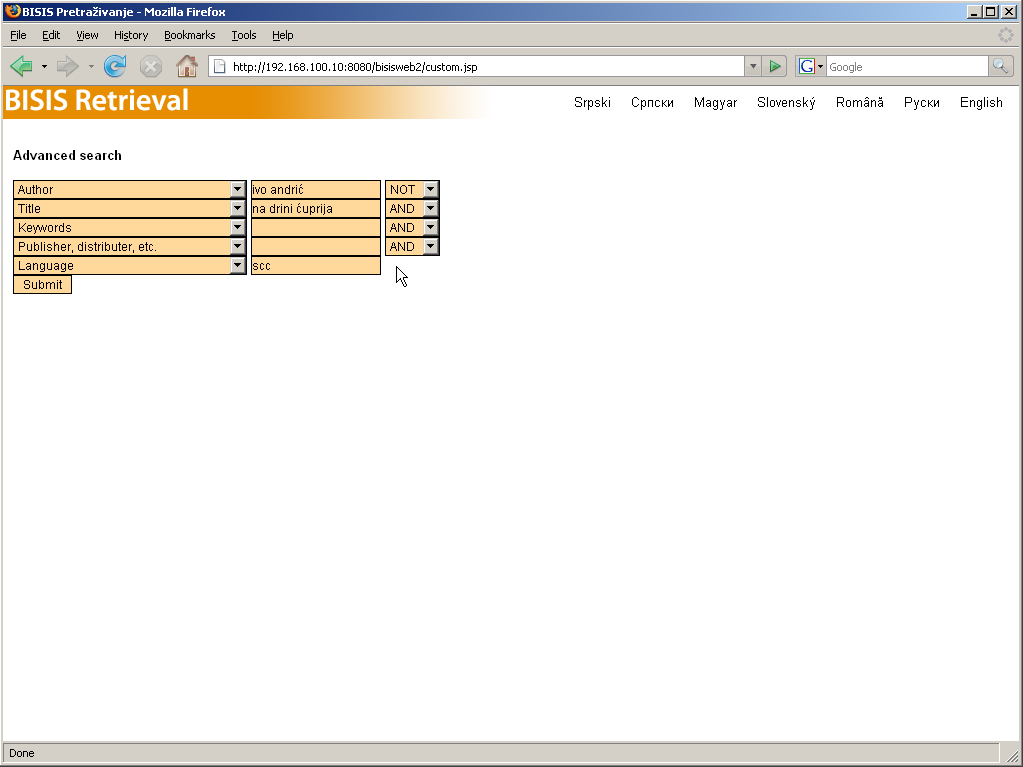 BISIS Pretraživanje - Mozilla Firefox
File Edit View History Bookmarks Tools Help
http://192.168.100.10:8080/bisisweb2/custom.jsp G Google
BISIS Retrieval Srpski Српски Magyar Slovenský Română Руски English
Advanced search
Author ivo andrić NOT
Title na drini ćuprija AND
Keywords AND
Publisher, distributer, etc. AND
Language scc
Submit
Done